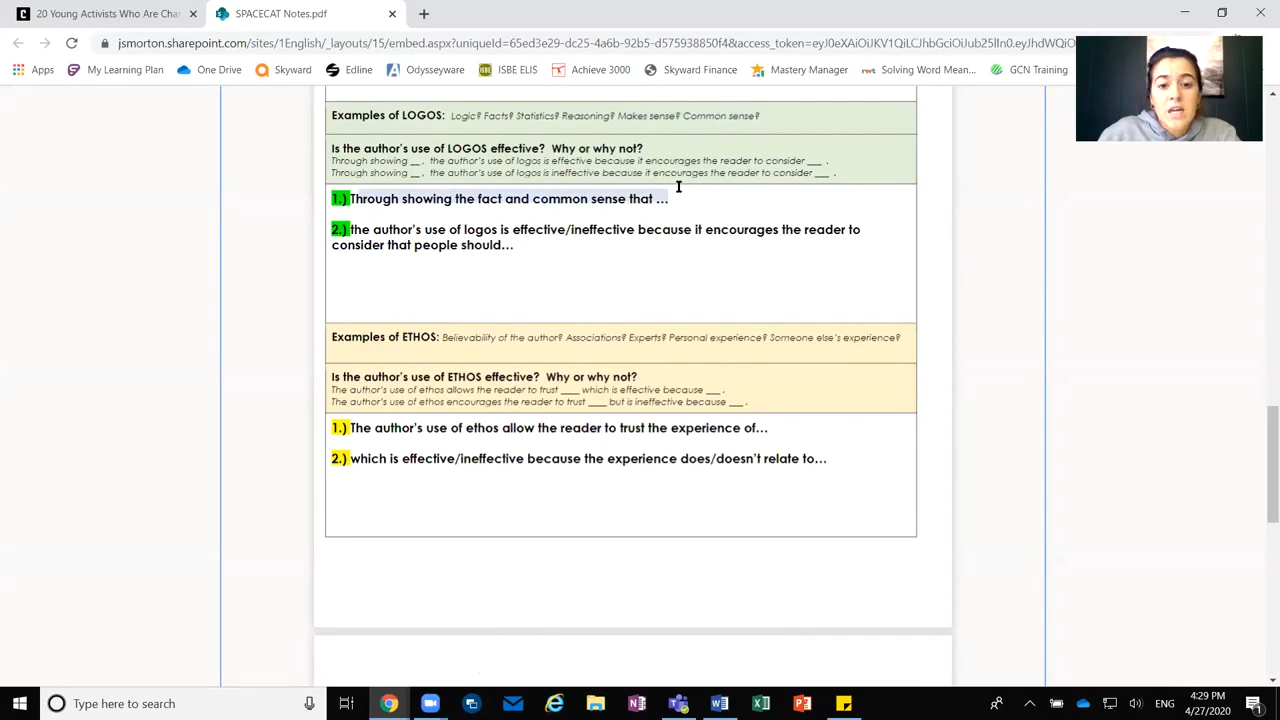 20 Young Activists Who Are Cha
SPACECAT Notes.pdf
jsmorton.sharepoint.com/sites/1English/_layouts/15/embed.aspx?uniqueId=65ed3e29-dc25-4a6b-92b5-d575938850f4&access_token=eyJ0eXAiOiJKV1QiLCJhbGciOiJub25lIn0.eyJhdWQiO
Apps
My Learning Plan
One Drive
Skyward
Edline
Odysseyware
ISBE ELIS
Achieve 3000
Skyward Finance
Mastery Manager
Solving Word Mean...
GCN Training
Examples of LOGOS: Logic? Facts? Statistics? Reasoning? Makes sense? Common sense?
Is the author's use of LOGOS effective? Why or why not?
Through showing __, the author's use of logos is effective because it encourages the reader to consider ___ .
Through showing __, the author's use of logos is ineffective because it encourages the reader to consider ___ .
1.) Through showing the fact and common sense that ...
2.) the author's use of logos is effective/ineffective because it encourages the reader to
consider that people should...
Examples of ETHOS: Believability of the author? Associations? Experts? Personal experience? Someone else's experience?
Is the author's use of ETHOS effective? Why or why not?
The author's use of ethos allows the reader to trust ____ which is effective because ___ .
The author's use of ethos encourages the reader to trust ____ but is ineffective because ___ .
1.) The author's use of ethos allow the reader to trust the experience of...
2.) which is effective/ineffective because the experience does/doesn't relate to...
Type here to search
ENG
4:29 PM
4/27/2020